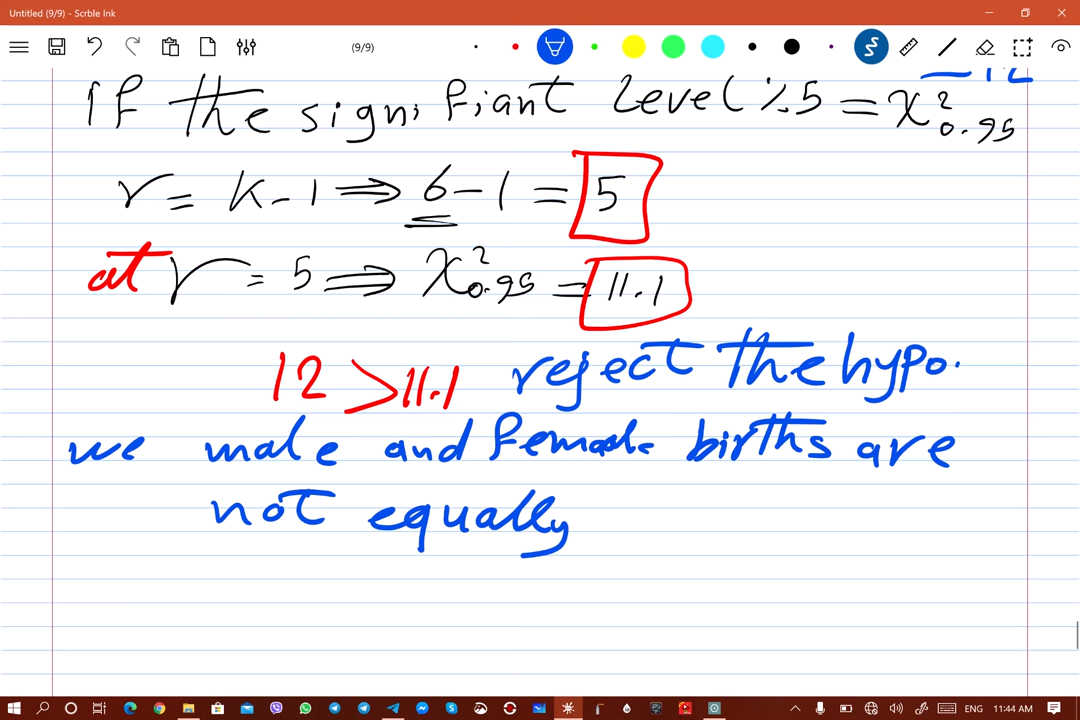 Untitled (9/9) - Scrble Ink
(9/9)
= 12
If the signifiant level %5 = χ²0.95
r = k - 1 ⟹ 6 - 1 = 5
at r = 5 ⟹ χ²0.95 = 11.1
12 > 11.1 reject the hypo.
we male and female births are
not equally
ENG 11:44 AM